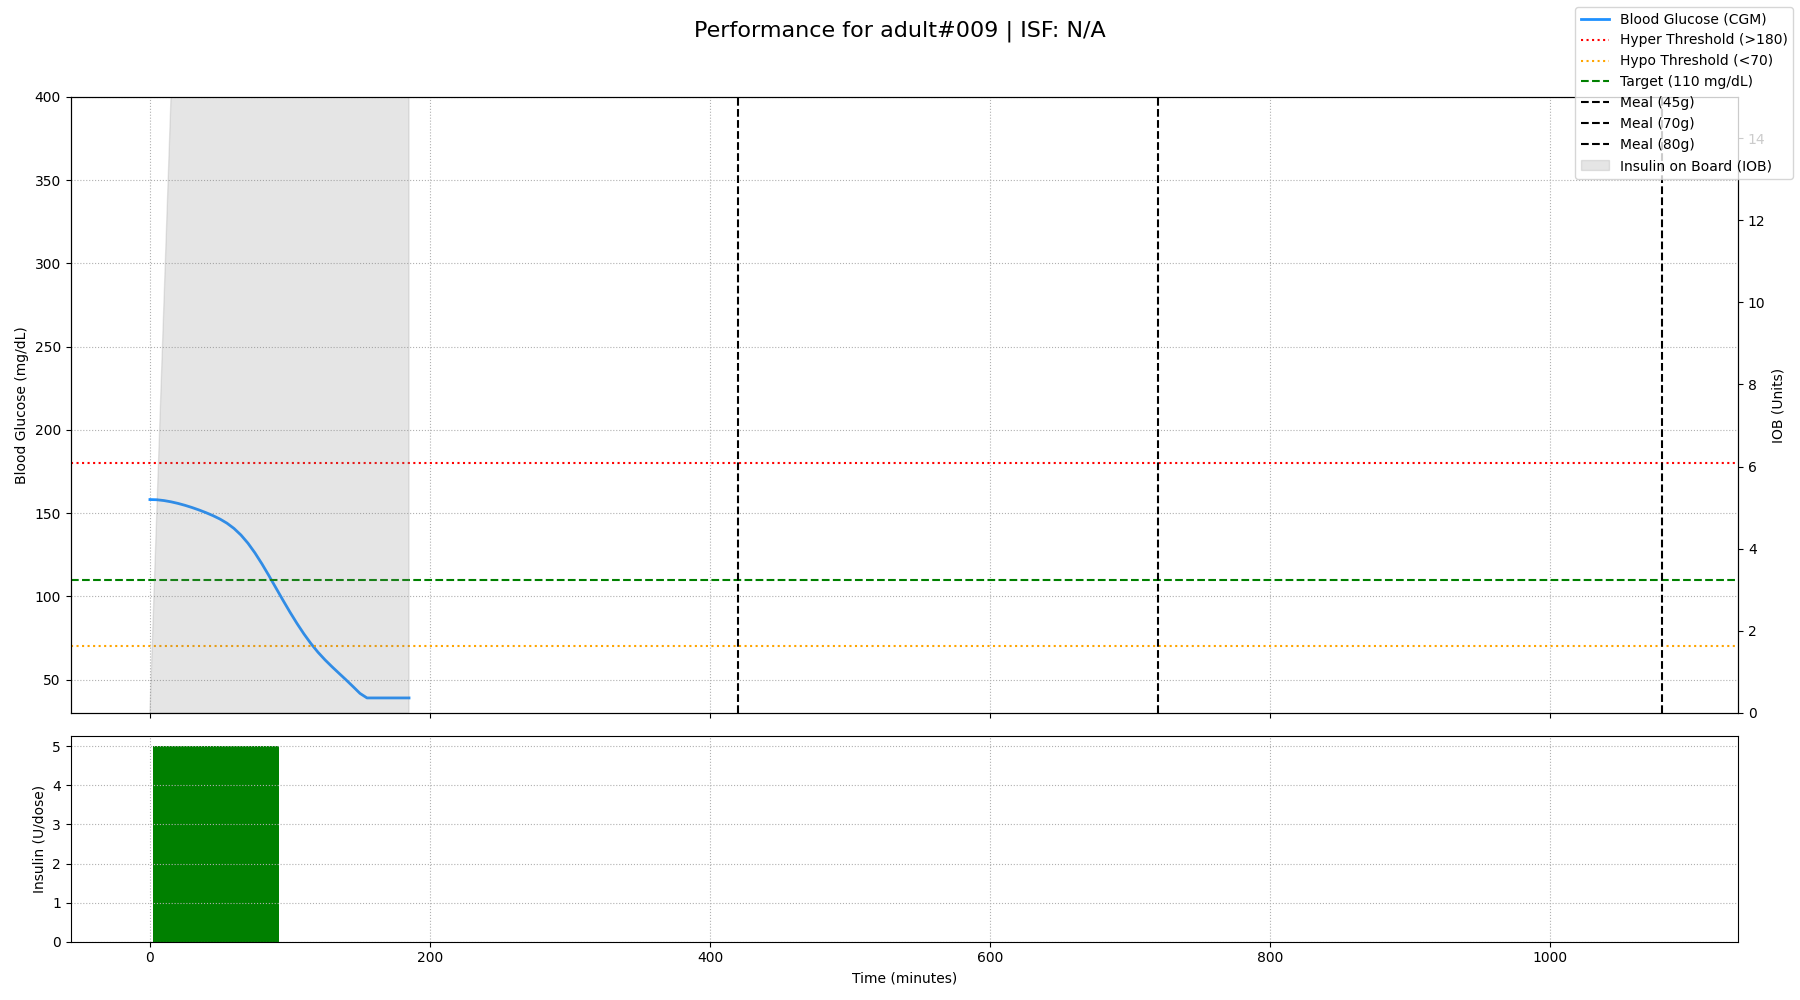 Performance for adult#009 | ISF: N/A
Blood Glucose (CGM)
Hyper Threshold (>180)
Hypo Threshold (<70)
Target (110 mg/dL)
Meal (45g)
Meal (70g)
Meal (80g)
Insulin on Board (IOB)
Blood Glucose (mg/dL)
400
350
300
250
200
150
100
50
IOB (Units)
14
12
10
8
6
4
2
0
Insulin (U/dose)
5
4
3
2
1
0
0
200
400
600
800
1000
Time (minutes)